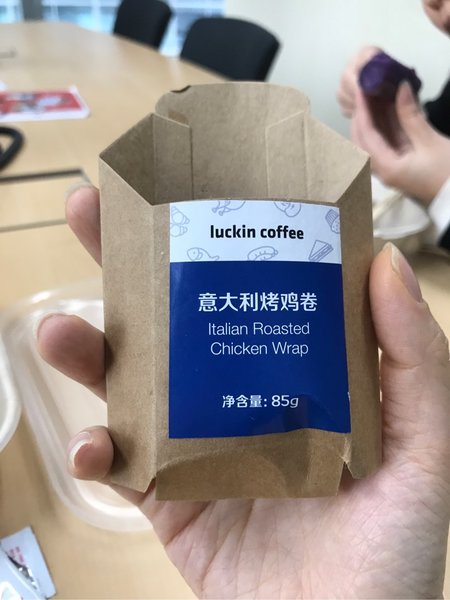 luckin coffee
意大利烤鸡卷
Italian Roasted
Chicken Wrap
净含量: 85g